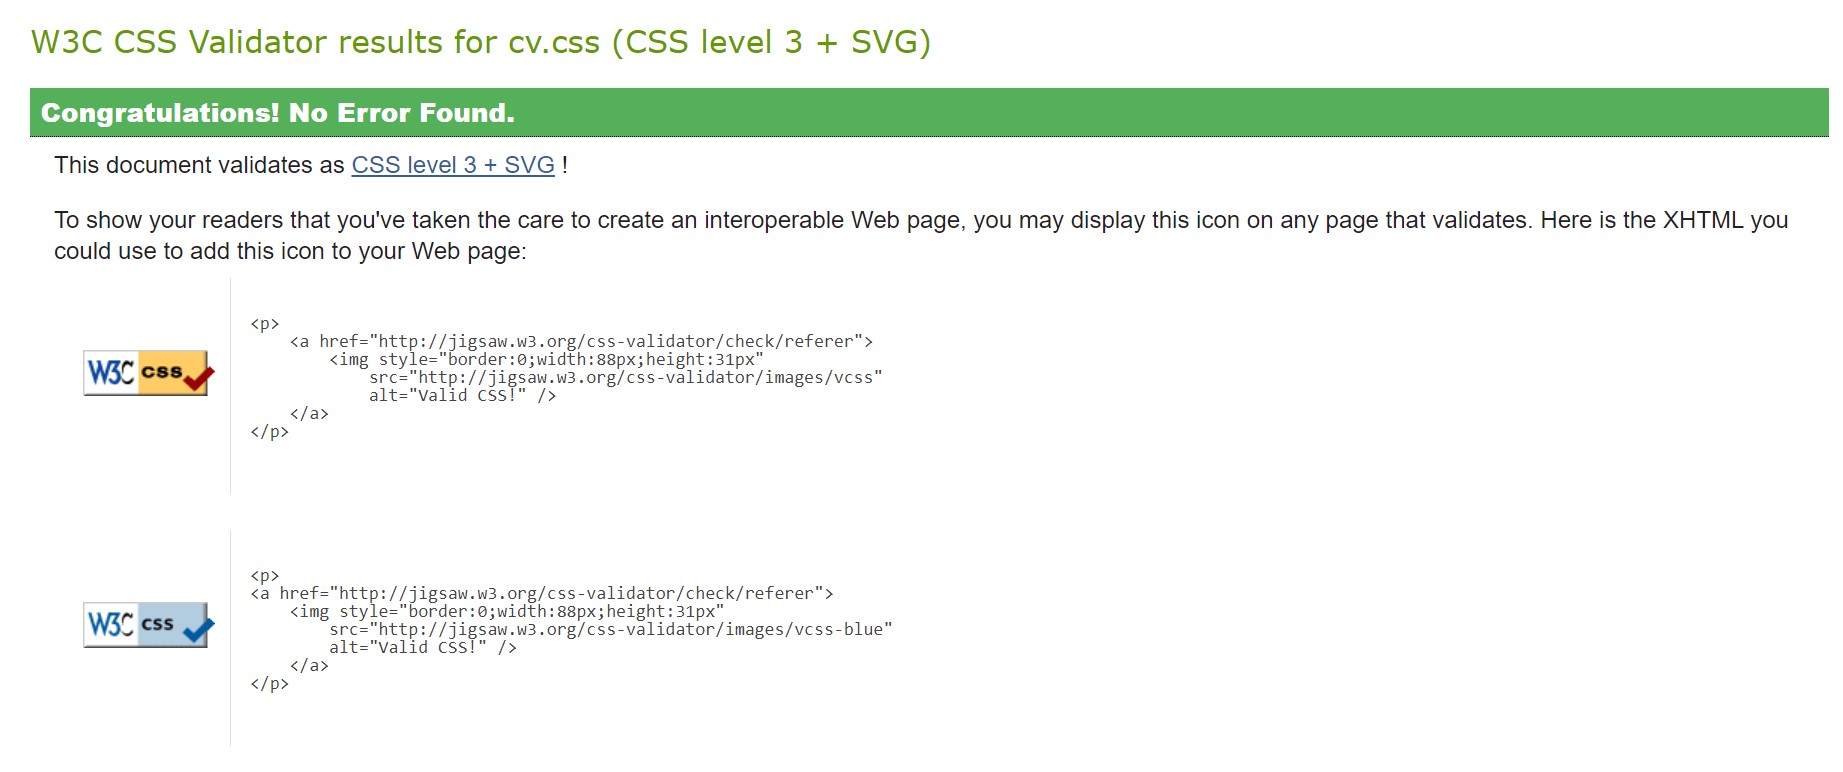 W3C CSS Validator results for cv.css (CSS level 3 + SVG)
Congratulations! No Error Found.
This document validates as CSS level 3 + SVG !
To show your readers that you've taken the care to create an interoperable Web page, you may display this icon on any page that validates. Here is the XHTML you
could use to add this icon to your Web page:
W3C css
<p>
    <a href="http://jigsaw.w3.org/css-validator/check/referer">
        <img style="border:0;width:88px;height:31px"
            src="http://jigsaw.w3.org/css-validator/images/vcss"
            alt="Valid CSS!" />
    </a>
</p>
W3C css
<p>
<a href="http://jigsaw.w3.org/css-validator/check/referer">
    <img style="border:0;width:88px;height:31px"
        src="http://jigsaw.w3.org/css-validator/images/vcss-blue"
        alt="Valid CSS!" />
    </a>
</p>